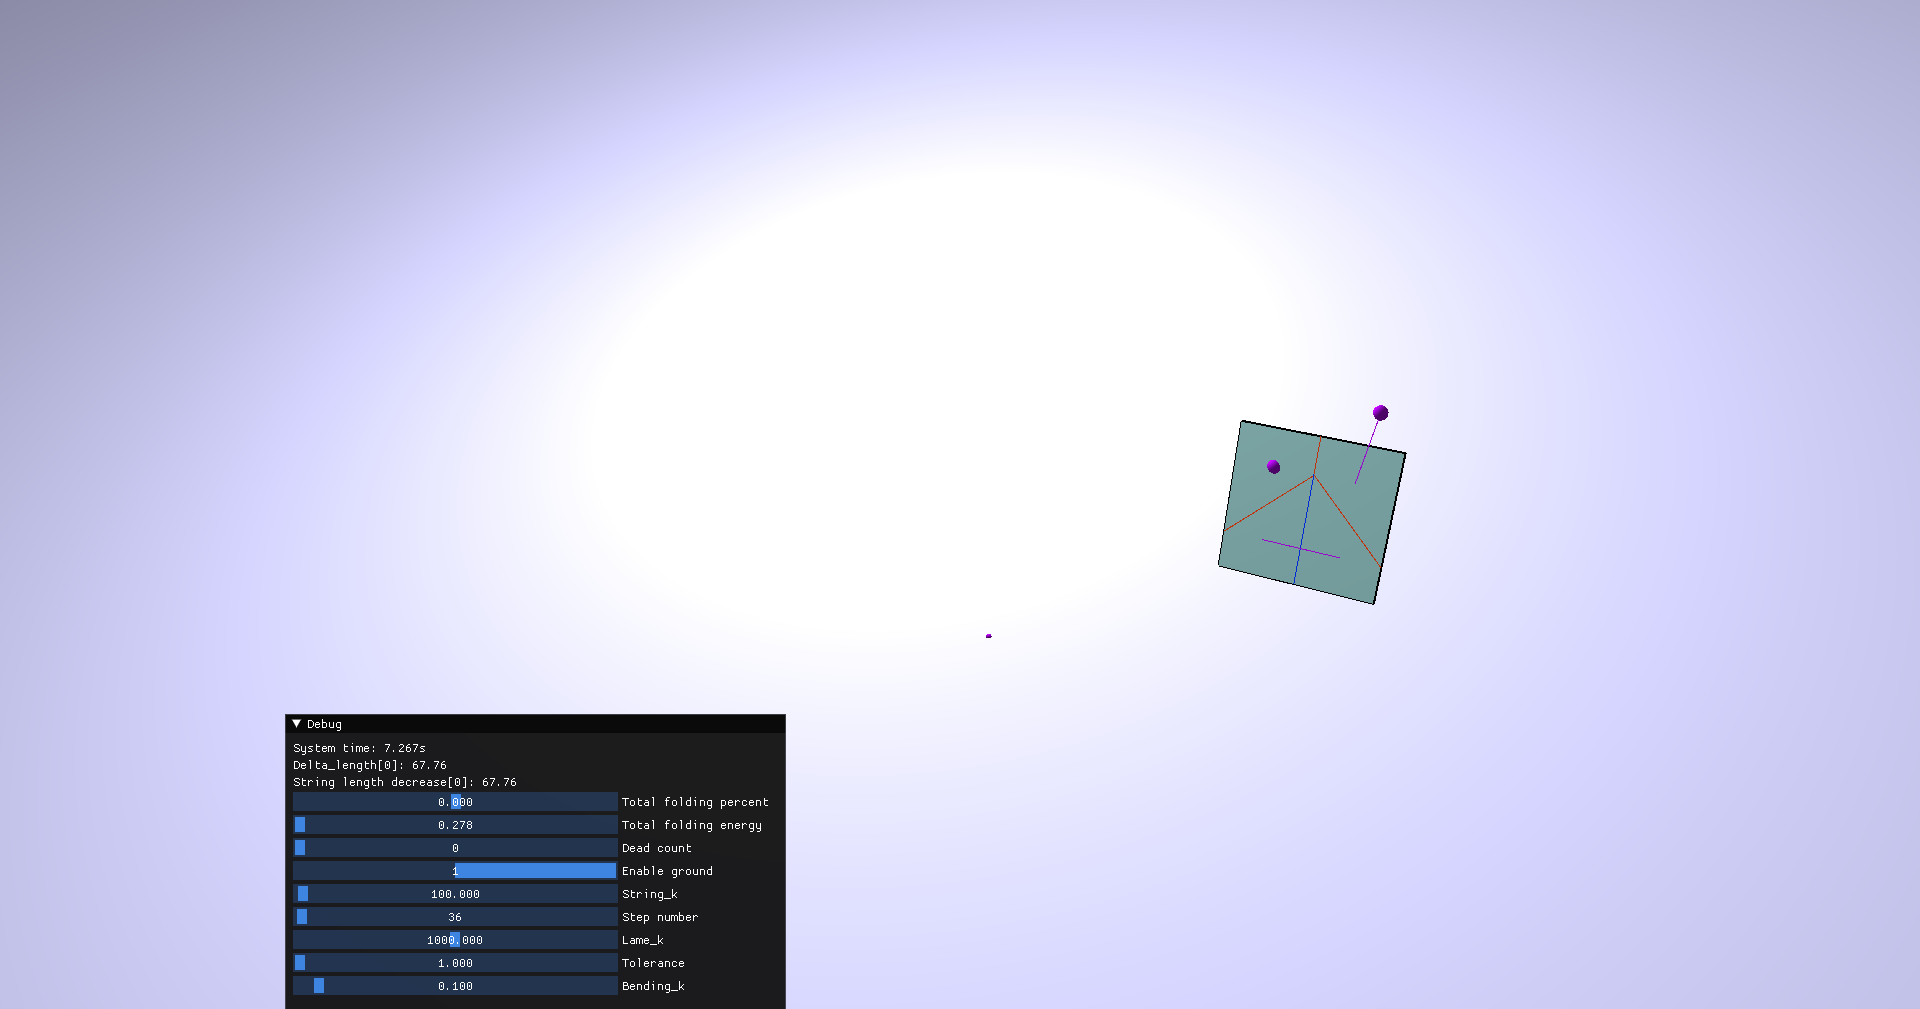 Debug
System time: 7.267s
Delta_length[0]: 67.76
String length decrease[0]: 67.76
0.000 Total folding percent
0.278 Total folding energy
0 Dead count
1 Enable ground
100.000 String_k
36 Step number
1000.000 Lame_k
1.000 Tolerance
0.100 Bending_k